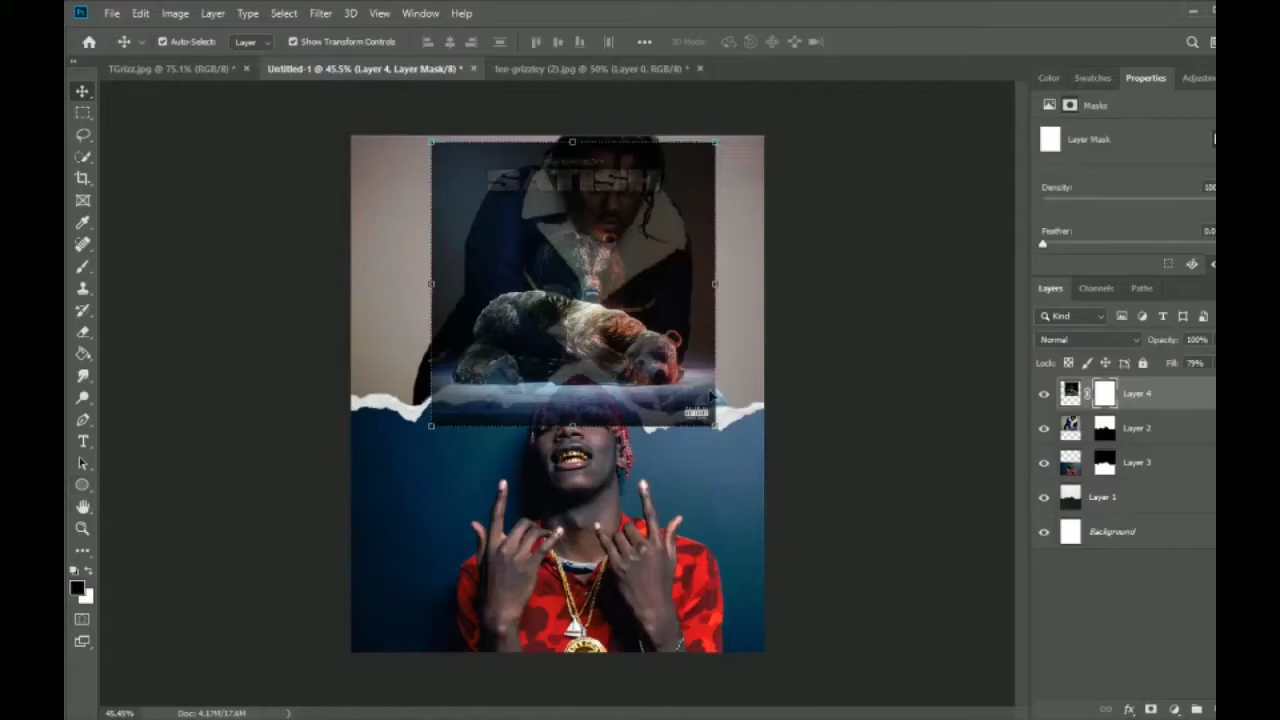 Ps File Edit Image Layer Type Select Filter 3D View Window Help
Auto-Select: Layer Show Transform Controls 3D Mode:
TGrizz.jpg @ 75.1% (RGB/8) * × Untitled-1 @ 45.5% (Layer 4, Layer Mask/8) * × tee-grizzley (2).jpg @ 50% (Layer 0, RGB/8) * ×
Color Swatches Properties Adjustm
Masks
Layer Mask
Density: 100
Feather: 0.0
Layers Channels Paths
Kind
Normal Opacity: 100%
Lock: Fill: 79%
Layer 4
Layer 2
Layer 3
Layer 1
Background
SATISH
45.45% Doc: 4.17M/17.6M